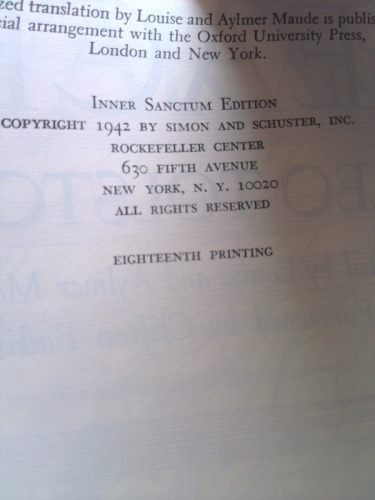 zed translation by Louise and Aylmer Maude is publis
cial arrangement with the Oxford University Press,
London and New York.
INNER SANCTUM EDITION
COPYRIGHT 1942 BY SIMON AND SCHUSTER, INC.
ROCKEFELLER CENTER
630 FIFTH AVENUE
NEW YORK, N. Y. 10020
ALL RIGHTS RESERVED
EIGHTEENTH PRINTING